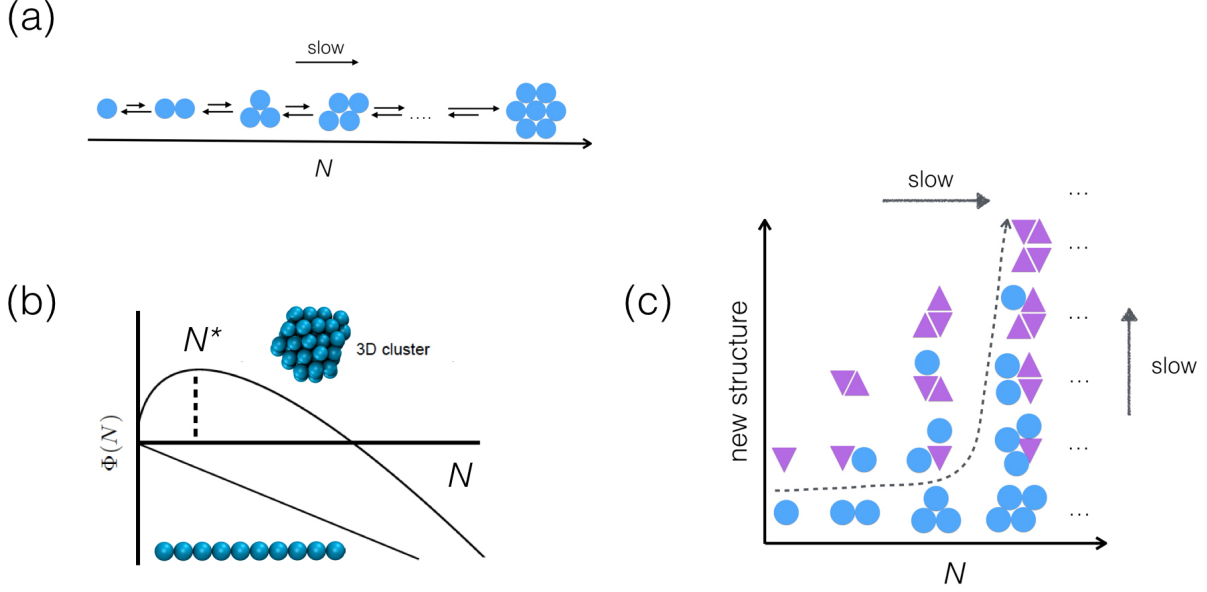 (a)
slow
....
N
(b)
N*
3D cluster
Φ(N)
N
(c)
slow
...
...
...
...
...
...
new structure
slow
N